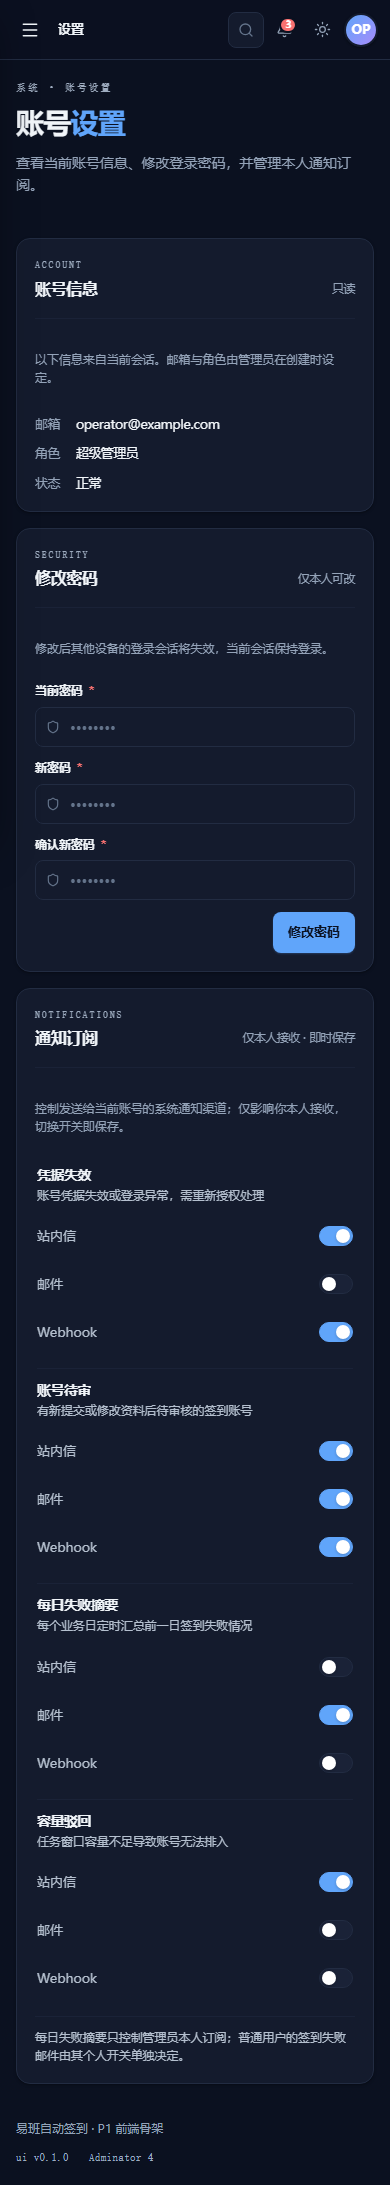 设置
3
OP
系统 • 账号设置
账号设置
查看当前账号信息、修改登录密码，并管理本人通知订
阅。
ACCOUNT
账号信息
只读
以下信息来自当前会话。邮箱与角色由管理员在创建时设
定。
邮箱 operator@example.com
角色 超级管理员
状态 正常
SECURITY
修改密码
仅本人可改
修改后其他设备的登录会话将失效，当前会话保持登录。
当前密码 *
••••••••
新密码 *
••••••••
确认新密码 *
••••••••
修改密码
NOTIFICATIONS
通知订阅
仅本人接收 · 即时保存
控制发送给当前账号的系统通知渠道；仅影响你本人接收，
切换开关即保存。
凭据失效
账号凭据失效或登录异常，需重新授权处理
站内信
邮件
Webhook
账号待审
有新提交或修改资料后待审核的签到账号
站内信
邮件
Webhook
每日失败摘要
每个业务日定时汇总前一日签到失败情况
站内信
邮件
Webhook
容量驳回
任务窗口容量不足导致账号无法排入
站内信
邮件
Webhook
每日失败摘要只控制管理员本人订阅；普通用户的签到失败
邮件由其个人开关单独决定。
易班自动签到 · P1 前端骨架
ui v0.1.0 Adminator 4